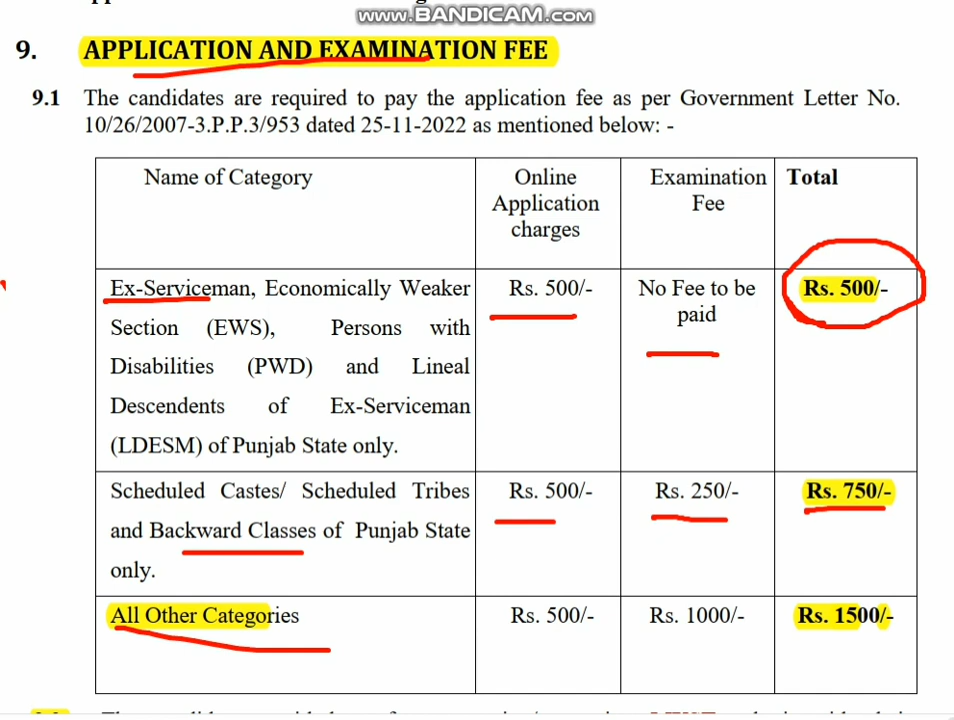 www.BANDICAM.com
9. APPLICATION AND EXAMINATION FEE
9.1 The candidates are required to pay the application fee as per Government Letter No.
10/26/2007-3.P.P.3/953 dated 25-11-2022 as mentioned below: -
Name of Category
Online
Application
charges
Examination
Fee
Total
Ex-Serviceman, Economically Weaker
Section (EWS), Persons with
Disabilities (PWD) and Lineal
Descendents of Ex-Serviceman
(LDESM) of Punjab State only.
Rs. 500/-
No Fee to be
paid
Rs. 500/-
Scheduled Castes/ Scheduled Tribes
and Backward Classes of Punjab State
only.
Rs. 500/-
Rs. 250/-
Rs. 750/-
All Other Categories
Rs. 500/-
Rs. 1000/-
Rs. 1500/-